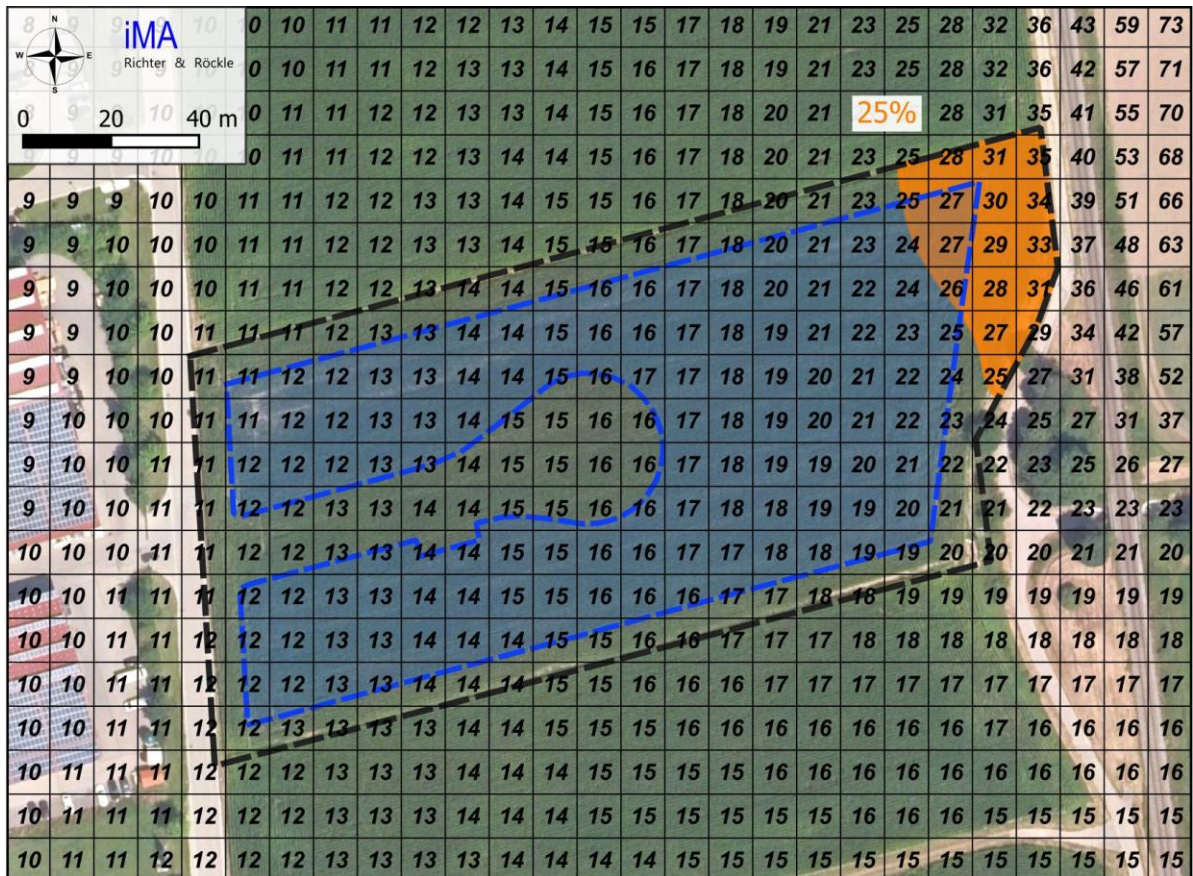 N
W E
S
iMA
Richter & Röckle
0 20 40 m
0 10 11 11 12 12 13 14 15 15 17 18 19 21 23 25 28 32 36 43 59 73
0 10 11 11 12 13 13 14 15 16 17 18 19 21 23 25 28 32 36 42 57 71
0 11 11 12 12 13 13 14 15 16 17 18 20 21 25% 28 31 35 41 55 70
10 11 11 12 12 13 14 14 15 16 17 18 20 21 23 25 28 31 35 40 53 68
9 9 9 10 10 11 11 12 12 13 13 14 15 15 16 17 18 20 21 23 25 27 30 34 39 51 66
9 9 10 10 10 11 11 12 12 13 13 14 15 15 16 17 18 20 21 23 24 27 29 33 37 48 63
9 9 10 10 10 11 11 12 12 13 14 14 15 16 16 17 18 20 21 22 24 26 28 31 36 46 61
9 9 10 10 11 11 11 12 13 13 14 14 15 16 16 17 18 19 21 22 23 25 27 29 34 42 57
9 9 10 10 11 11 12 12 13 13 14 14 15 16 17 17 18 19 20 21 22 24 25 27 31 38 52
9 10 10 10 11 11 12 12 13 13 14 15 15 16 16 17 18 19 20 21 22 23 24 25 27 31 37
9 10 10 11 11 12 12 12 13 13 14 15 15 16 16 17 18 19 19 20 21 22 22 23 25 26 27
9 10 10 11 11 12 12 13 13 14 14 15 15 16 16 17 18 18 19 19 20 21 21 22 23 23 23
10 10 10 11 11 12 12 13 13 14 14 15 15 16 16 17 17 18 18 19 19 20 20 20 21 21 20
10 10 11 11 11 12 12 13 13 14 14 15 15 16 16 16 17 17 18 18 19 19 19 19 19 19 19
10 10 11 11 12 12 12 13 13 14 14 14 15 15 16 16 17 17 17 18 18 18 18 18 18 18 18
10 10 11 11 12 12 12 13 13 14 14 14 15 15 16 16 16 17 17 17 17 17 17 17 17 17 17
10 10 11 11 12 12 13 13 13 13 14 14 15 15 15 16 16 16 16 16 16 16 17 16 16 16 16
10 11 11 11 12 12 12 13 13 13 14 14 14 15 15 15 15 16 16 16 16 16 16 16 16 16 16
10 11 11 11 12 12 12 13 13 13 14 14 14 14 15 15 15 15 15 16 16 16 15 15 15 15 15
10 11 11 12 12 12 12 13 13 13 13 14 14 14 14 15 15 15 15 15 15 15 15 15 15 15 15